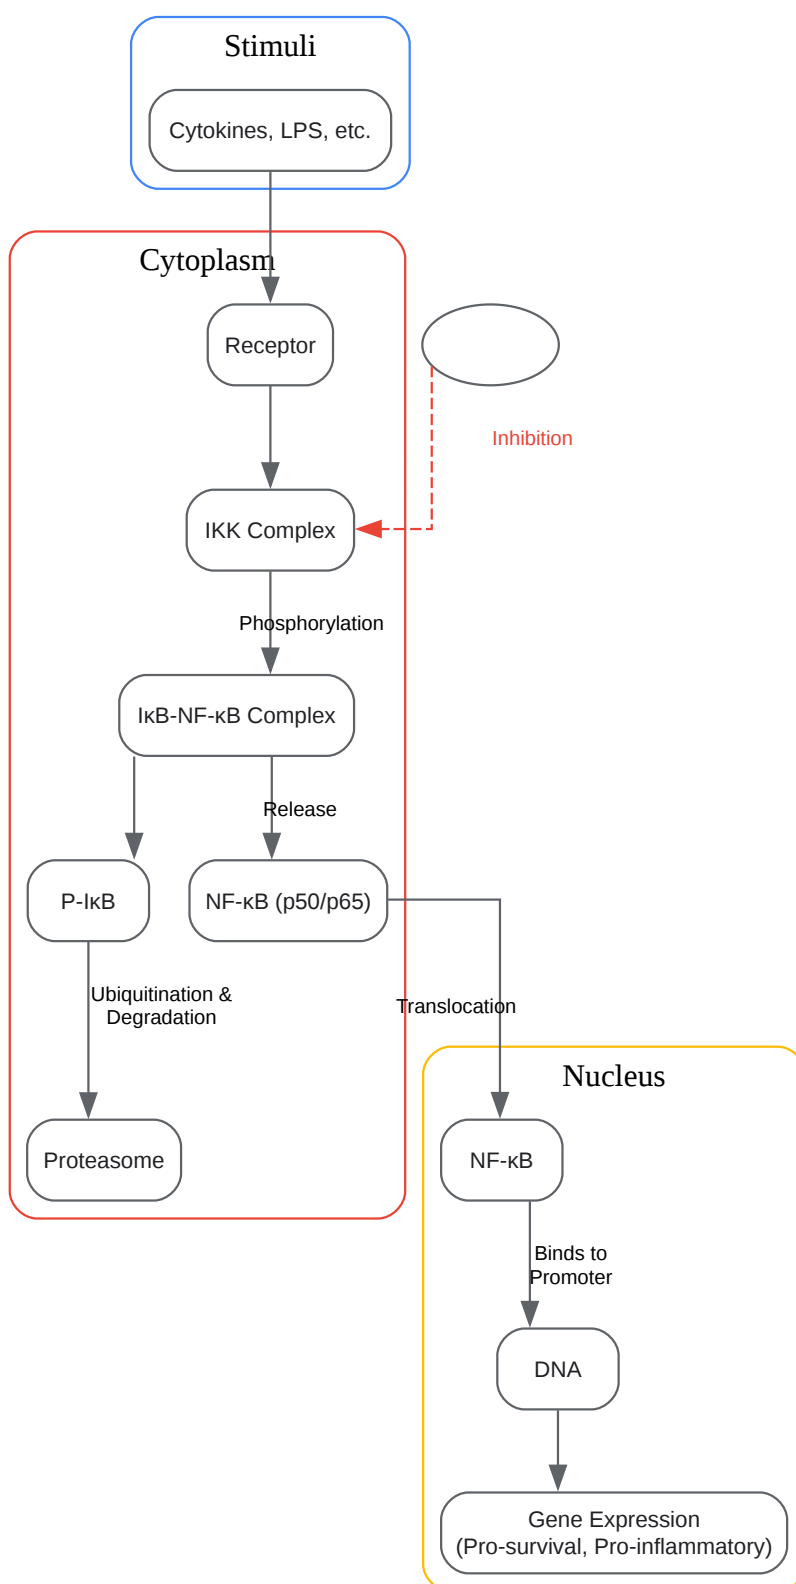 Stimuli
Cytokines, LPS, etc.
Cytoplasm
Receptor
Inhibition
IKK Complex
Phosphorylation
IκB-NF-κB Complex
Release
P-IκB
NF-κB (p50/p65)
Ubiquitination &
Degradation
Translocation
Nucleus
Proteasome
NF-κB
Binds to
Promoter
DNA
Gene Expression
(Pro-survival, Pro-inflammatory)